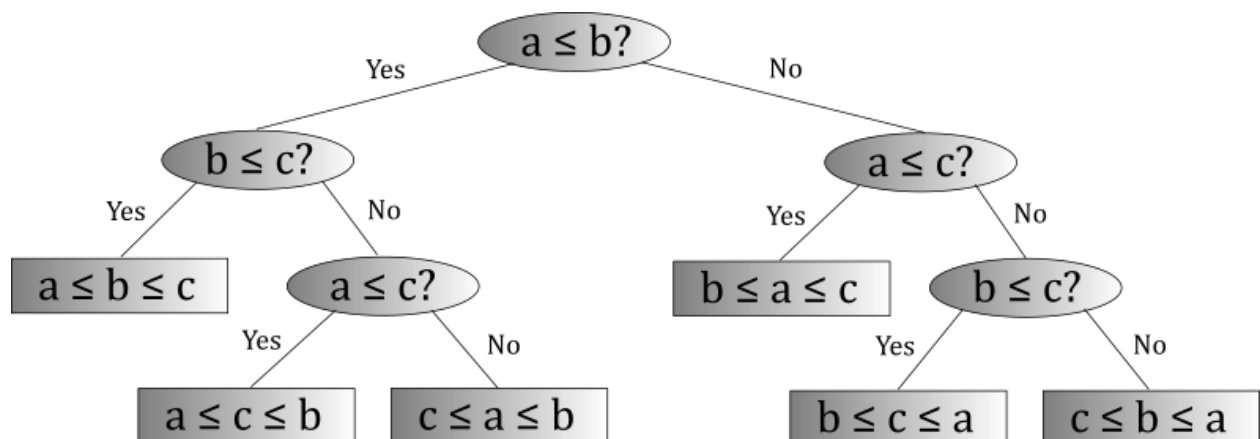 a ≤ b?
Yes
No
b ≤ c?
a ≤ c?
Yes
No
Yes
No
a ≤ b ≤ c
a ≤ c?
b ≤ a ≤ c
b ≤ c?
Yes
No
Yes
No
a ≤ c ≤ b
c ≤ a ≤ b
b ≤ c ≤ a
c ≤ b ≤ a